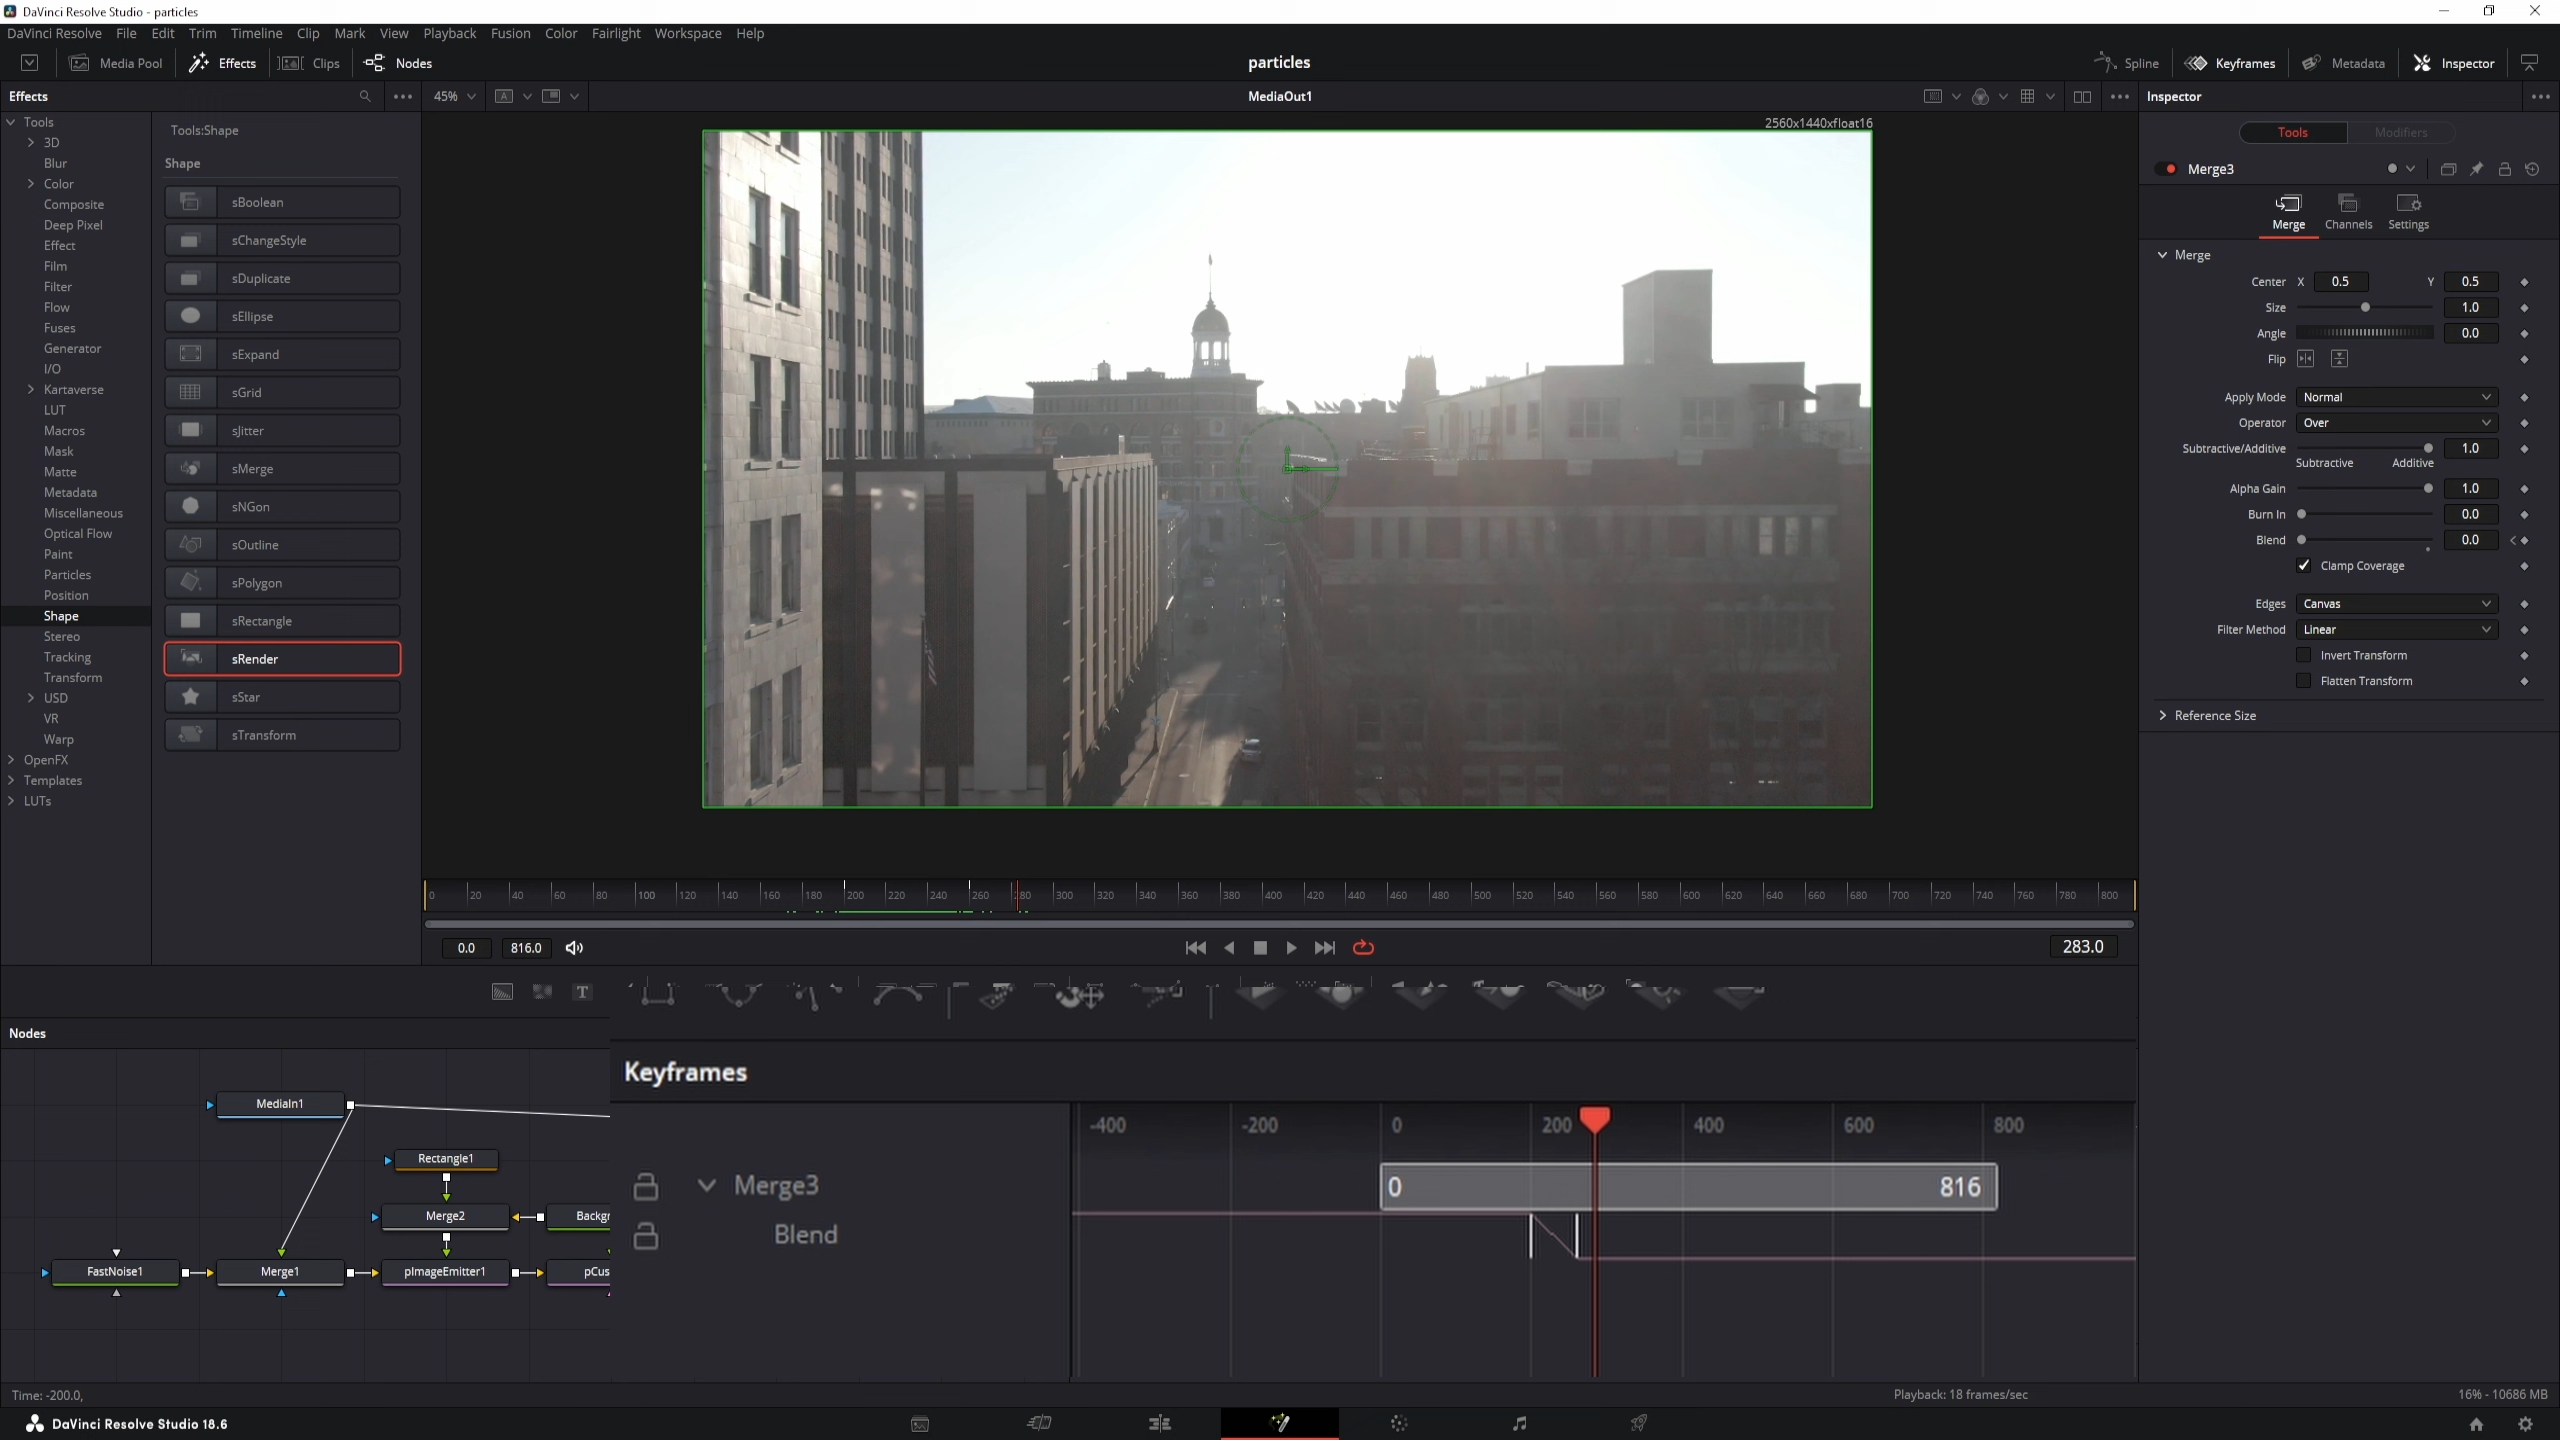 DaVinci Resolve Studio - particles
DaVinci Resolve File Edit Trim Timeline Clip Mark View Playback Fusion Color Fairlight Workspace Help
Media Pool Effects Clips Nodes particles Spline Keyframes Metadata Inspector
Effects 45% A MediaOut1 Inspector
2560x1440xfloat16
Tools
3D
Blur
Color
Composite
Deep Pixel
Effect
Film
Filter
Flow
Fuses
Generator
I/O
Kartaverse
LUT
Macros
Mask
Matte
Metadata
Miscellaneous
Optical Flow
Paint
Particles
Position
Shape
Stereo
Tracking
Transform
USD
VR
Warp
OpenFX
Templates
LUTs
Tools:Shape
Shape
sBoolean
sChangeStyle
sDuplicate
sEllipse
sExpand
sGrid
sJitter
sMerge
sNGon
sOutline
sPolygon
sRectangle
sRender
sStar
sTransform
Tools Modifiers
Merge3
Merge Channels Settings
Merge
Center X 0.5 Y 0.5
Size 1.0
Angle 0.0
Flip
Apply Mode Normal
Operator Over
Subtractive/Additive 1.0
Subtractive Additive
Alpha Gain 1.0
Burn In 0.0
Blend 0.0
Clamp Coverage
Edges Canvas
Filter Method Linear
Invert Transform
Flatten Transform
Reference Size
0 20 40 60 80 100 120 140 160 180 200 220 240 260 280 300 320 340 360 380 400 420 440 460 480 500 520 540 560 580 600 620 640 660 680 700 720 740 760 780 800
0.0 816.0 283.0
T
Nodes
MediaIn1
Rectangle1
Merge2 Backgr
FastNoise1 Merge1 pImageEmitter1 pCus
Keyframes
-400 -200 0 200 400 600 800
Merge3 0 816
Blend
Time: -200.0, Playback: 18 frames/sec 16% - 10686 MB
DaVinci Resolve Studio 18.6